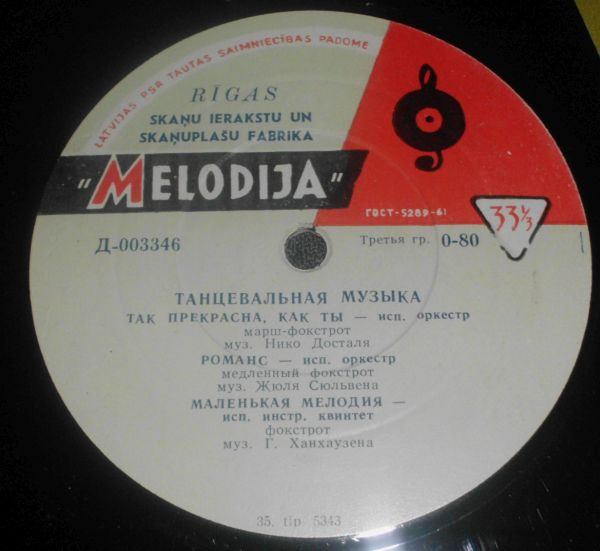 LATVIJAS PSR TAUTAS SAIMNIECĪBAS PADOME
RĪGAS
SKAŅU IERAKSTU UN
SKAŅUPLAŠU FABRIKA
"MELODIJA"
ГОСТ-5289-61
33⅓
Д-003346
Третья гр. 0-80
ТАНЦЕВАЛЬНАЯ МУЗЫКА
ТАК ПРЕКРАСНА, КАК ТЫ — исп. оркестр
марш-фокстрот
муз. Нико Досталя
РОМАНС — исп. оркестр
медленный фокстрот
муз. Жюля Сюльвена
МАЛЕНЬКАЯ МЕЛОДИЯ —
исп. инстр. квинтет
фокстрот
муз. Г. Ханхаузена
35. tip 5343